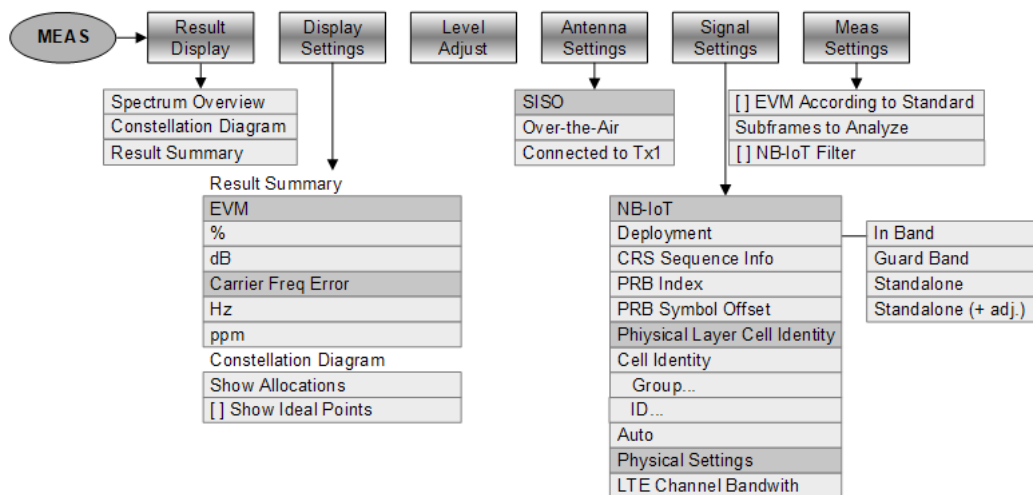 MEAS
Result
Display
Display
Settings
Level
Adjust
Antenna
Settings
Signal
Settings
Meas
Settings
Spectrum Overview
Constellation Diagram
Result Summary
SISO
Over-the-Air
Connected to Tx1
[ ] EVM According to Standard
Subframes to Analyze
[ ] NB-IoT Filter
Result Summary
EVM
%
dB
Carrier Freq Error
Hz
ppm
Constellation Diagram
Show Allocations
[ ] Show Ideal Points
NB-IoT
Deployment
CRS Sequence Info
PRB Index
PRB Symbol Offset
Phiysical Layer Cell Identity
Cell Identity
Group...
ID...
Auto
Physical Settings
LTE Channel Bandwith
In Band
Guard Band
Standalone
Standalone (+ adj.)